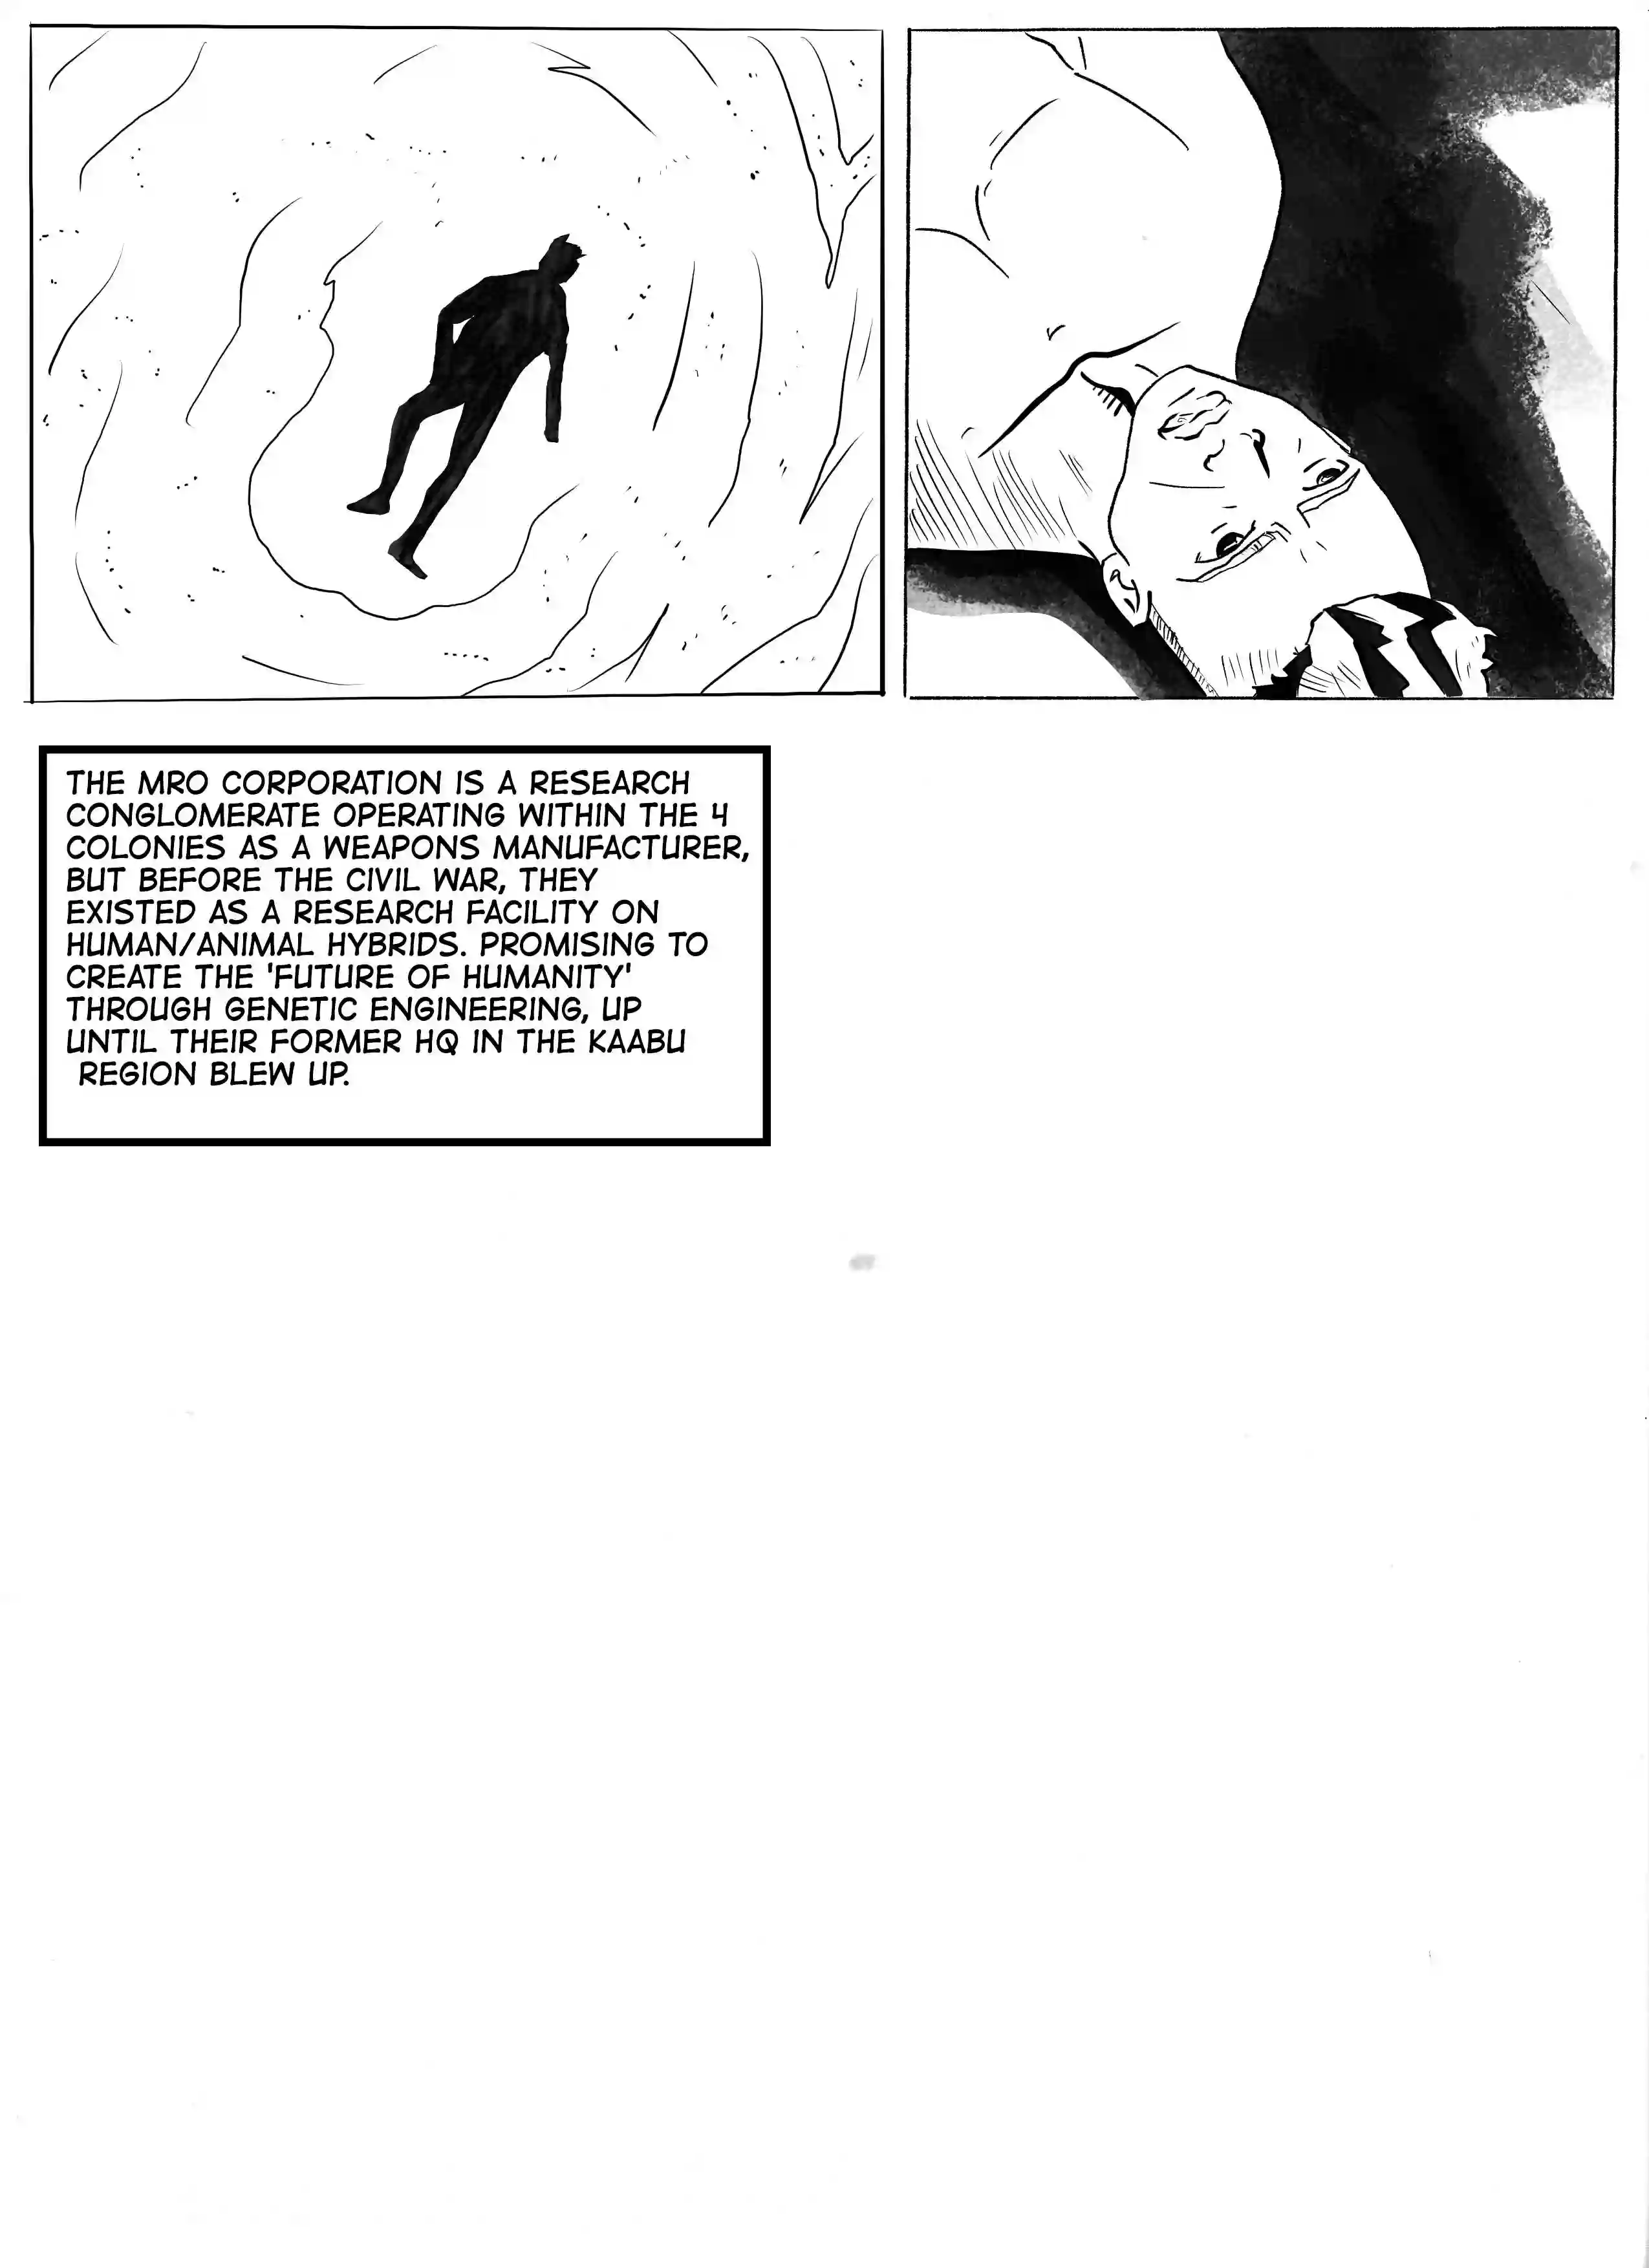 THE MRO CORPORATION IS A RESEARCH
CONGLOMERATE OPERATING WITHIN THE 4
COLONIES AS A WEAPONS MANUFACTURER,
BUT BEFORE THE CIVIL WAR, THEY
EXISTED AS A RESEARCH FACILITY ON
HUMAN/ANIMAL HYBRIDS. PROMISING TO
CREATE THE 'FUTURE OF HUMANITY'
THROUGH GENETIC ENGINEERING, UP
UNTIL THEIR FORMER HQ IN THE KAABU
REGION BLEW UP.